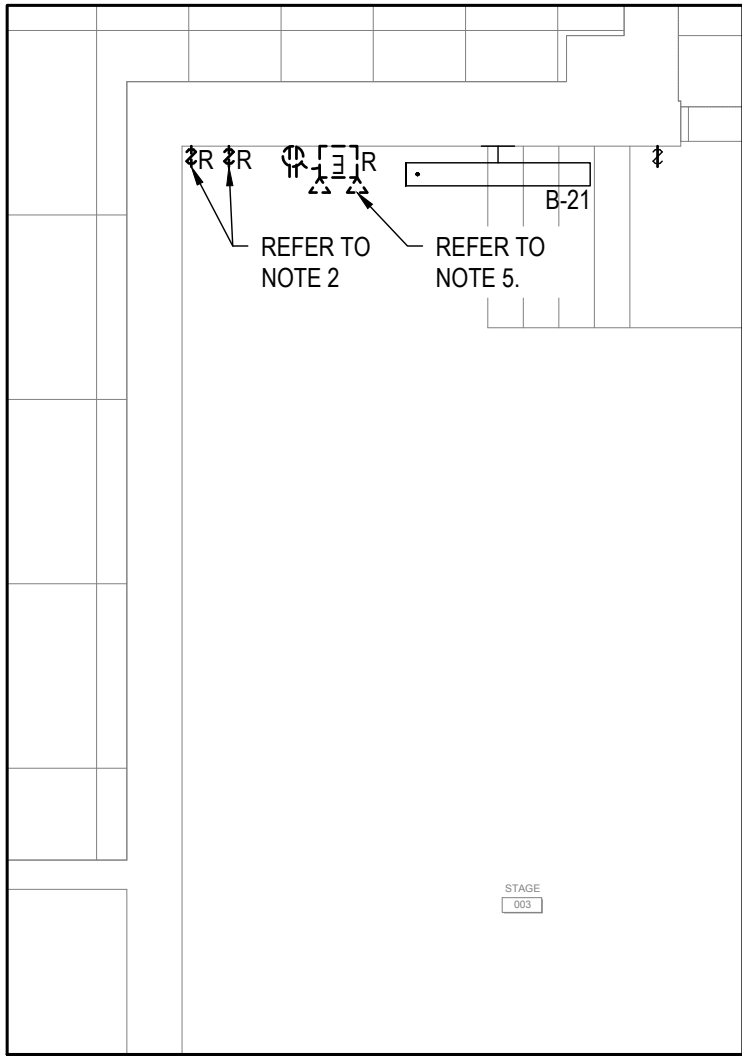 R
R
E
R
B-21
REFER TO
NOTE 2
REFER TO
NOTE 5.
STAGE
003